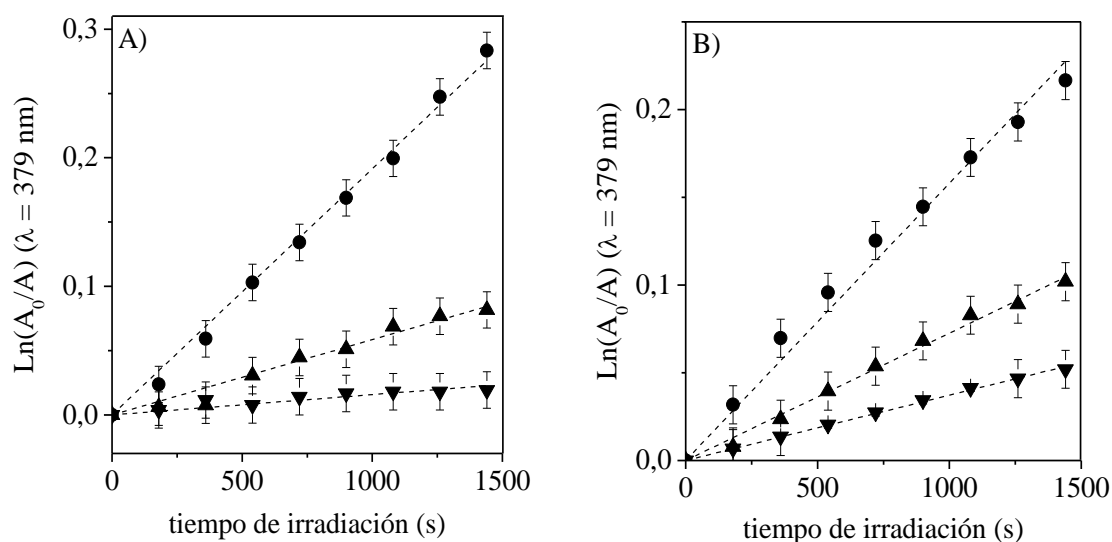 A)
Ln(A₀/A) (λ = 379 nm)
0,3
0,2
0,1
0,0
0 500 1000 1500
tiempo de irradiación (s)
B)
Ln(A₀/A) (λ = 379 nm)
0,2
0,1
0,0
0 500 1000 1500
tiempo de irradiación (s)